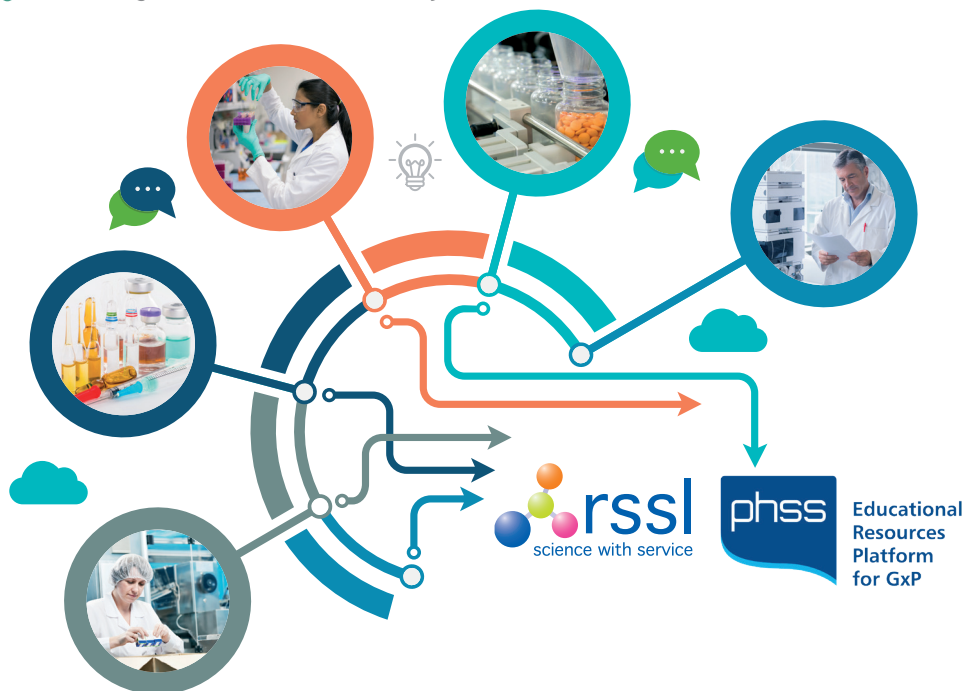 rssl
science with service
phss
Educational
Resources
Platform
for GxP